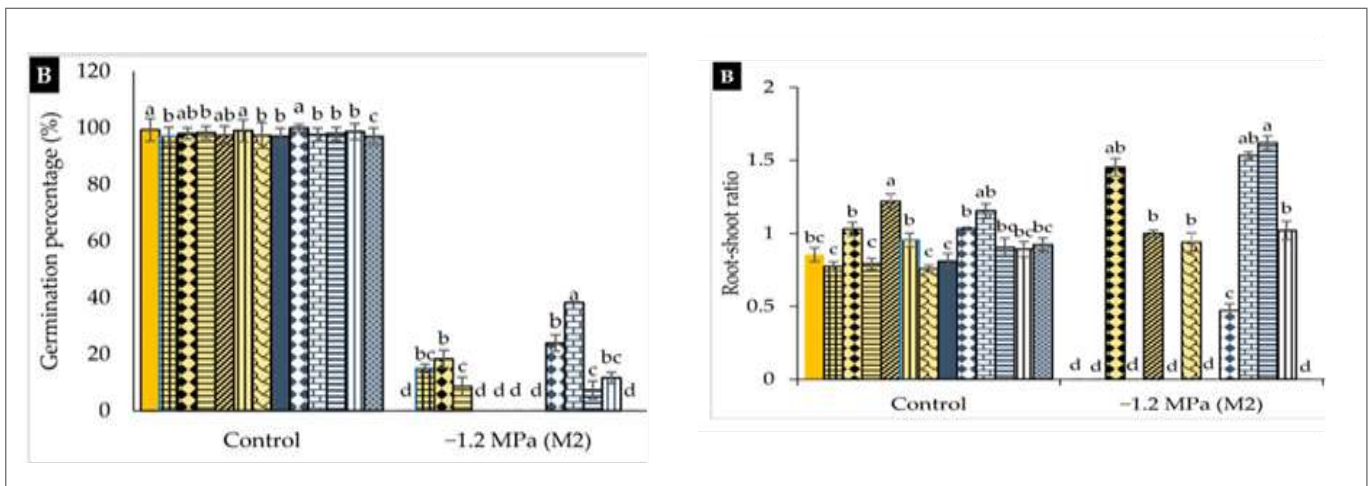 B
120
100
80
60
40
20
0
Germination percentage (%)
a b ab b ab a b b a b b b c
d bc b c d d d d b a c bc d
Control
−1.2 MPa (M2)
B
2
1.5
1
0.5
0
Root-shoot ratio
bc c b c a b c c b ab bc bc bc
d d ab d b d b d c ab a b d
Control
−1.2 MPa (M2)